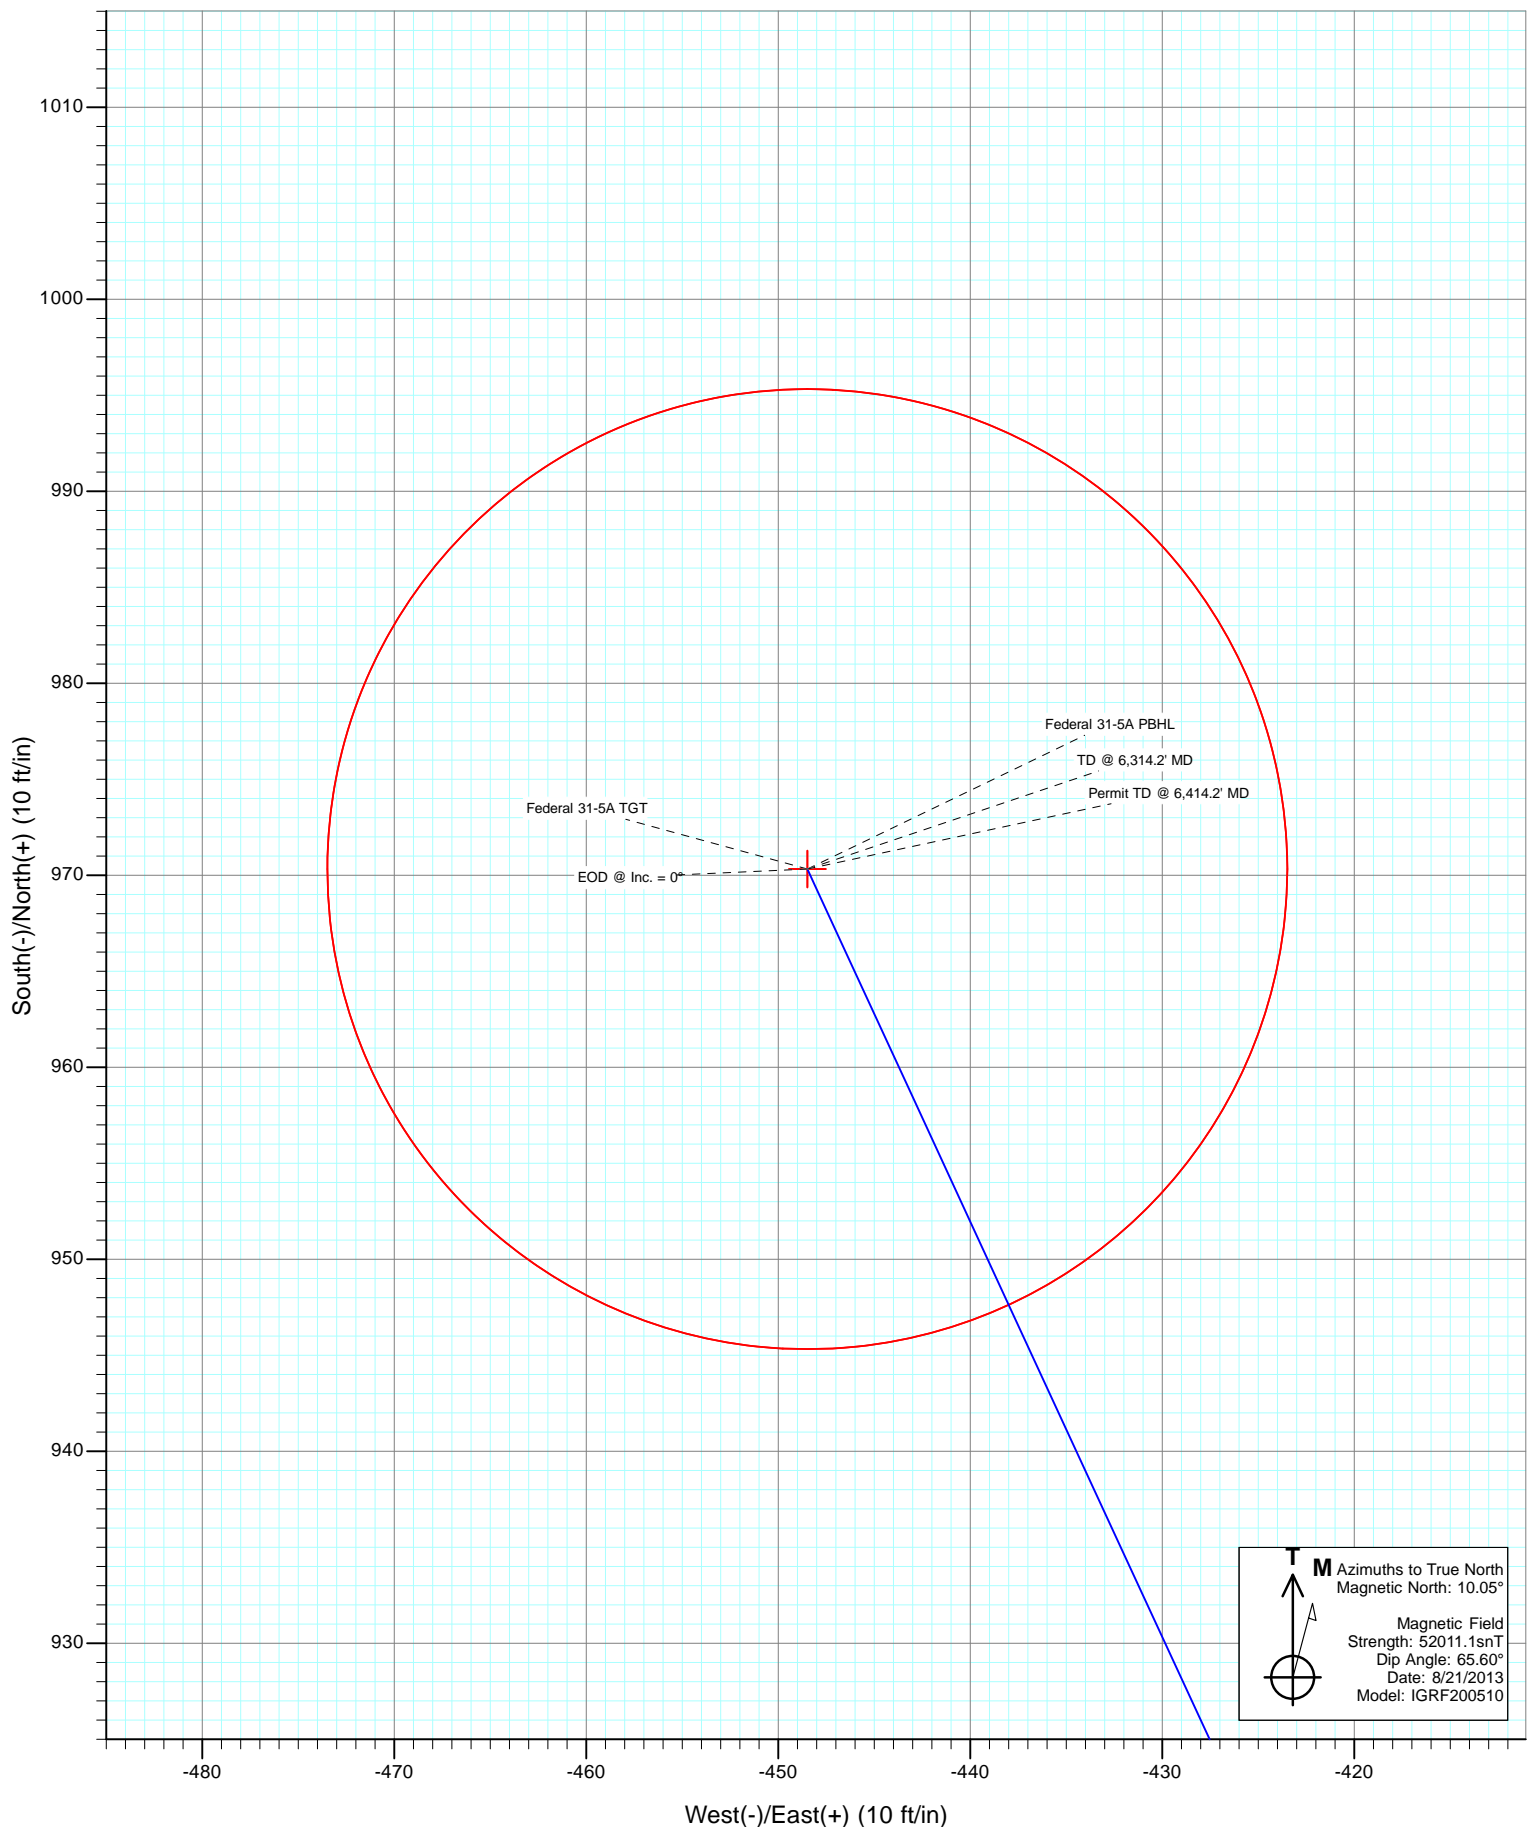 1010
1000
990
980
970
960
950
940
930
South(-)/North(+) (10 ft/in)
Federal 31-5A PBHL
TD @ 6,314.2' MD
Permit TD @ 6,414.2' MD
Federal 31-5A TGT
EOD @ Inc. = 0°
T
M
Azimuths to True North
Magnetic North: 10.05°
Magnetic Field
Strength: 52011.1snT
Dip Angle: 65.60°
Date: 8/21/2013
Model: IGRF200510
-480 -470 -460 -450 -440 -430 -420
West(-)/East(+) (10 ft/in)